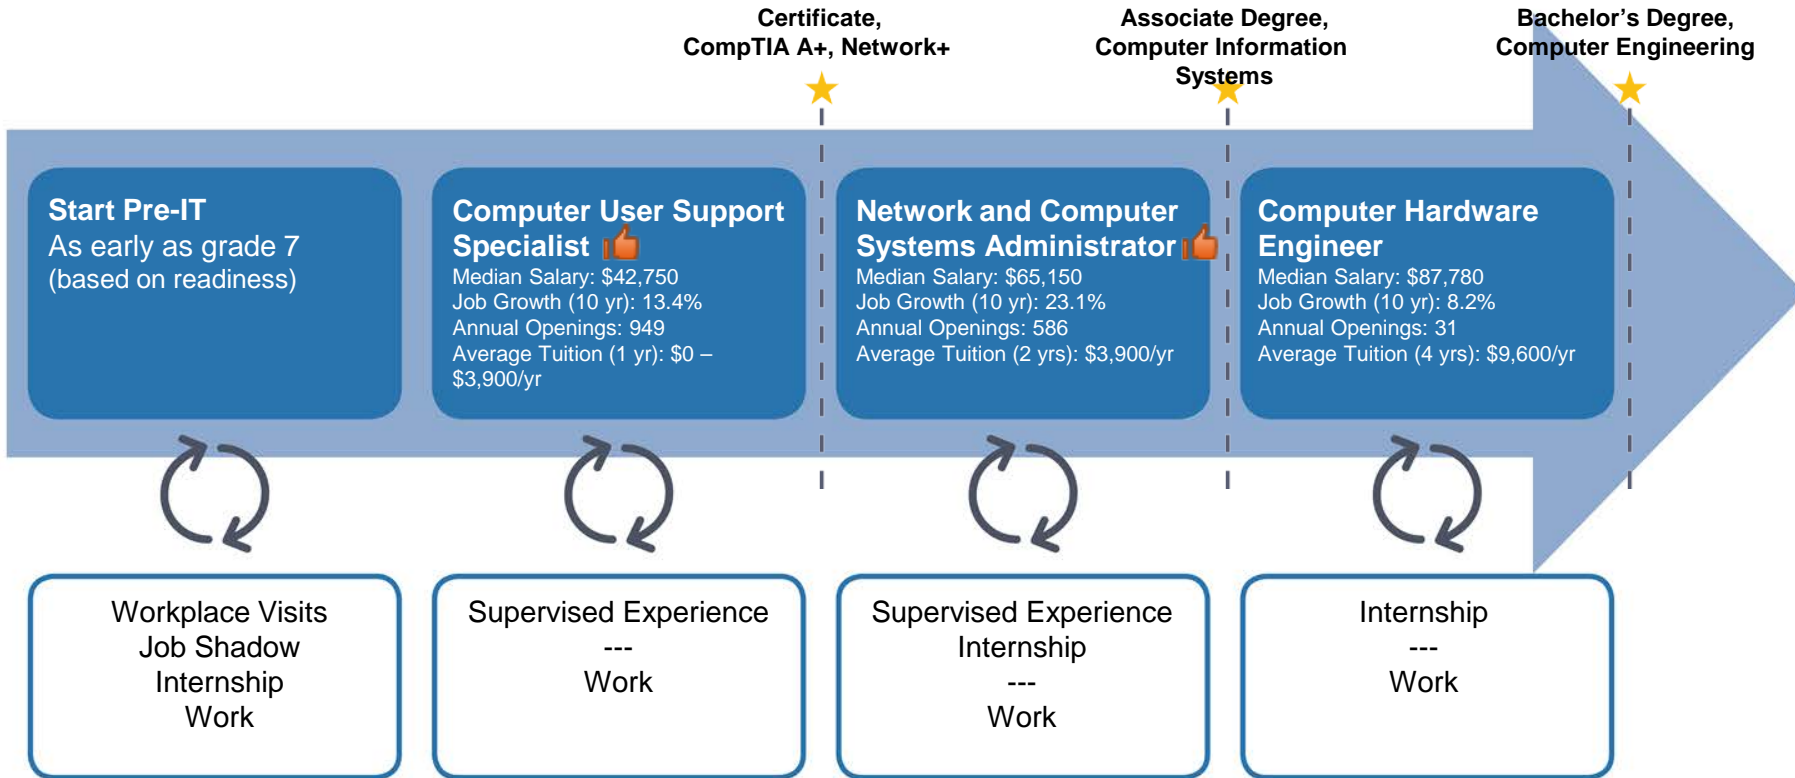 Certificate,
CompTIA A+, Network+
Associate Degree,
Computer Information
Systems
Bachelor’s Degree,
Computer Engineering
Start Pre-IT
As early as grade 7
(based on readiness)
Computer User Support
Specialist
Median Salary: $42,750
Job Growth (10 yr): 13.4%
Annual Openings: 949
Average Tuition (1 yr): $0 –
$3,900/yr
Network and Computer
Systems Administrator
Median Salary: $65,150
Job Growth (10 yr): 23.1%
Annual Openings: 586
Average Tuition (2 yrs): $3,900/yr
Computer Hardware
Engineer
Median Salary: $87,780
Job Growth (10 yr): 8.2%
Annual Openings: 31
Average Tuition (4 yrs): $9,600/yr
Workplace Visits
Job Shadow
Internship
Work
Supervised Experience
---
Work
Supervised Experience
Internship
---
Work
Internship
---
Work